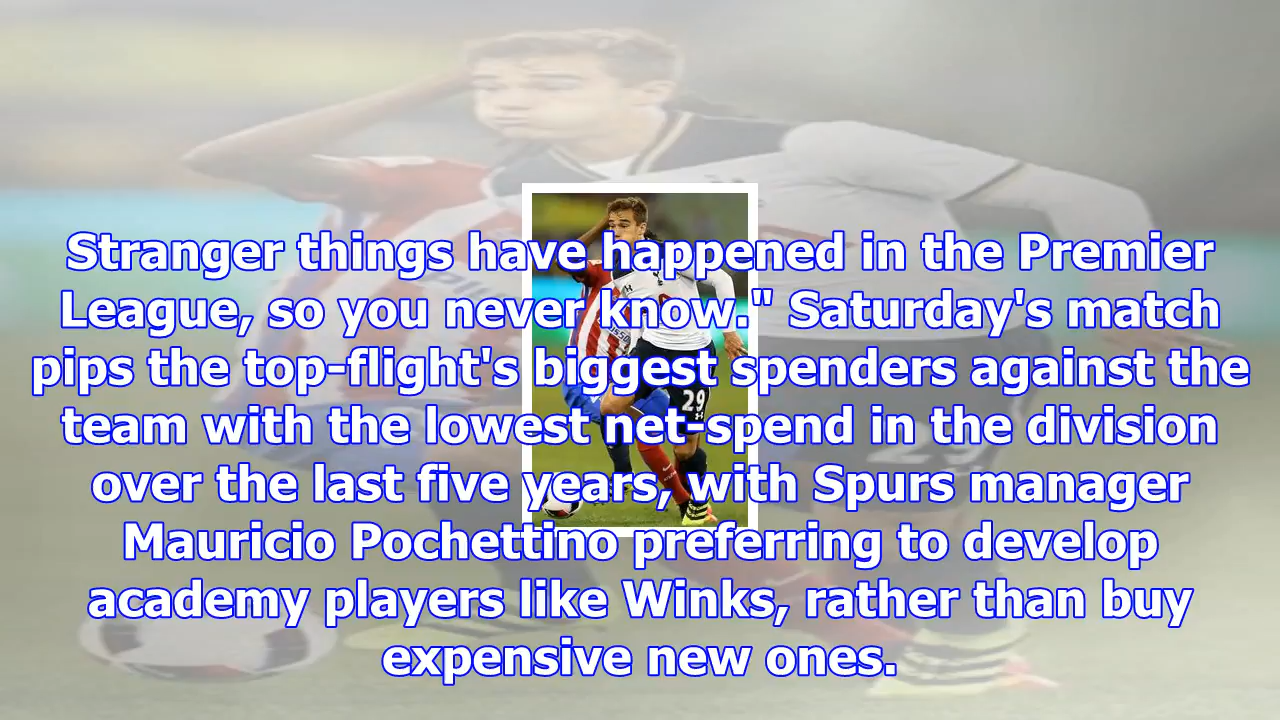 Stranger things have happened in the Premier
League, so you never know." Saturday's match
pips the top-flight's biggest spenders against the
team with the lowest net-spend in the division
over the last five years, with Spurs manager
Mauricio Pochettino preferring to develop
academy players like Winks, rather than buy
expensive new ones.
29
29